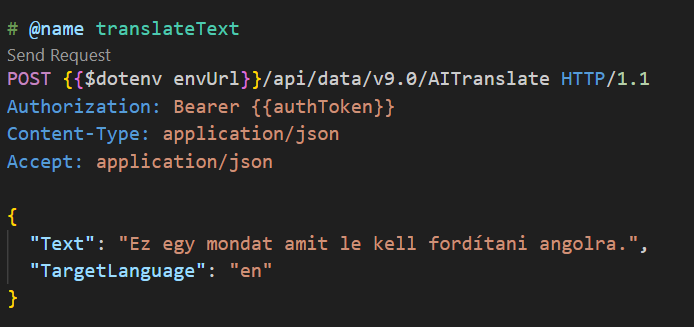 # @name translateText
Send Request
POST {{$dotenv envUrl}}/api/data/v9.0/AITranslate HTTP/1.1
Authorization: Bearer {{authToken}}
Content-Type: application/json
Accept: application/json

{
  "Text": "Ez egy mondat amit le kell fordítani angolra.",
  "TargetLanguage": "en"
}